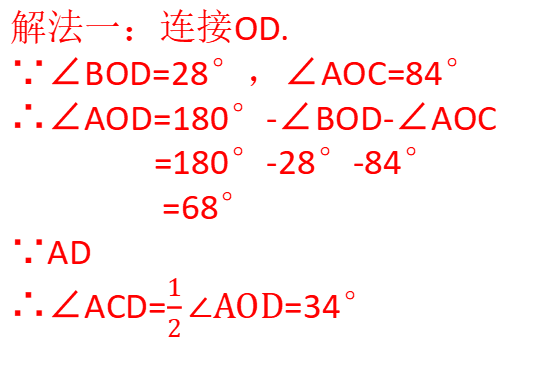 解法一：连接OD.
∵∠BOD=28°，∠AOC=84°
∴∠AOD=180°-∠BOD-∠AOC
=180°-28°-84°
=68°
∵AD
∴∠ACD=1/2∠AOD=34°